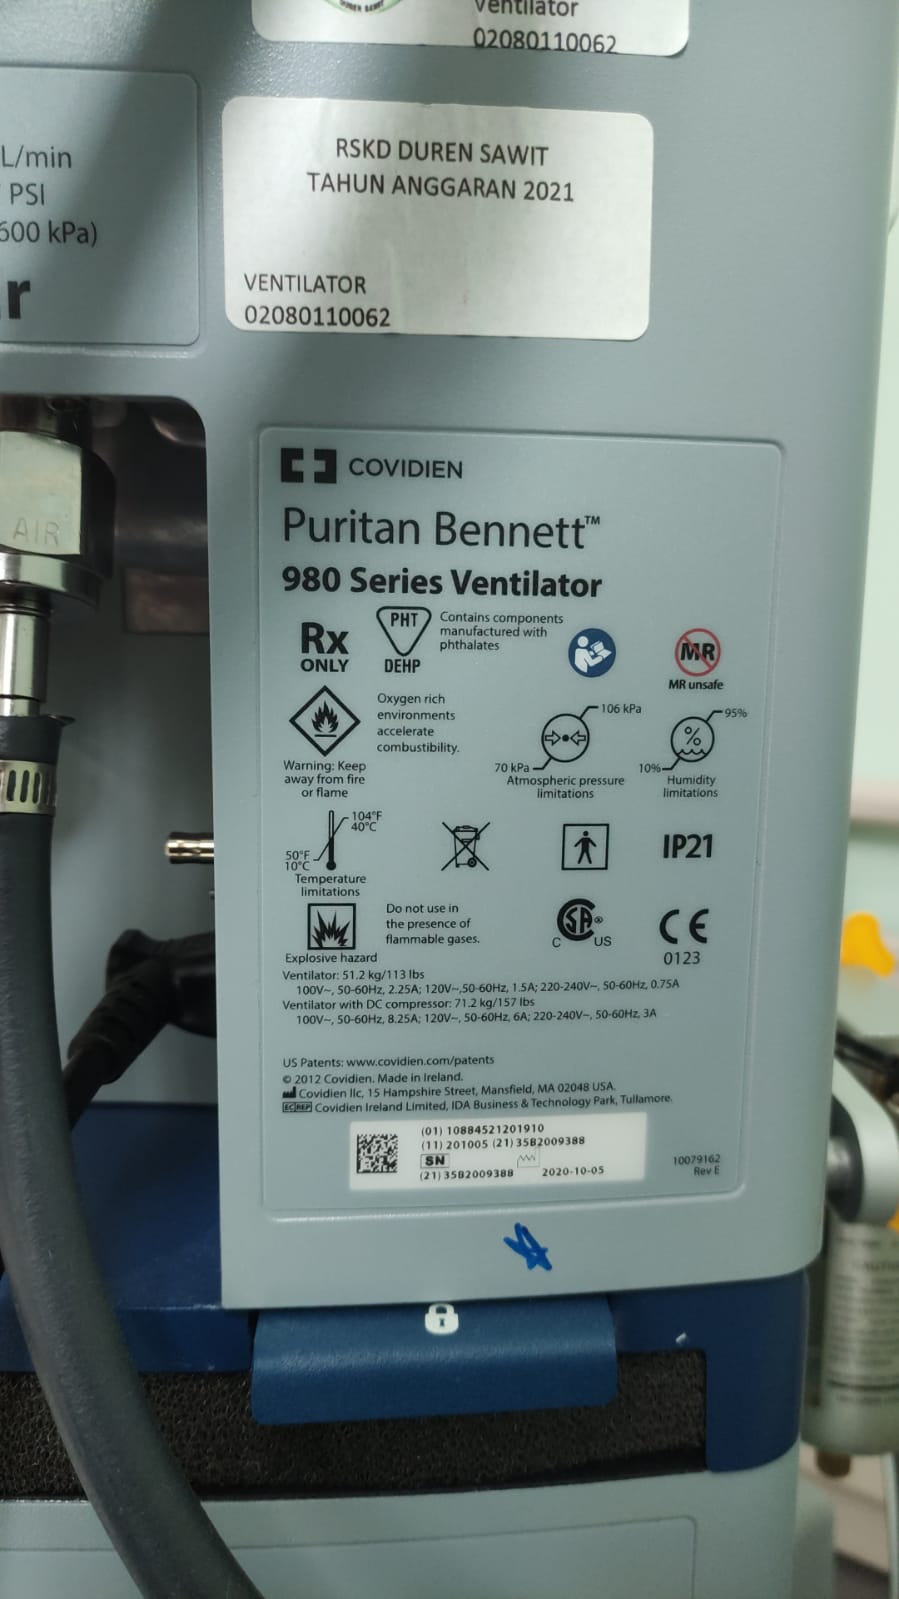 Ventilator
02080110062
L/min
PSI
600 kPa)
r
RSKD DUREN SAWIT
TAHUN ANGGARAN 2021
VENTILATOR
02080110062
AIR
COVIDIEN
Puritan Bennett™
980 Series Ventilator
Rx
ONLY
PHT
DEHP
Contains components
manufactured with
phthalates
MR
MR unsafe
Warning: Keep
away from fire
or flame
Oxygen rich
environments
accelerate
combustibility.
106 kPa
70 kPa
Atmospheric pressure
limitations
95%
%
10%
Humidity
limitations
104°F
40°C
50°F
10°C
Temperature
limitations
IP21
Explosive hazard
Do not use in
the presence of
flammable gases.
C SA® US
CE
0123
Ventilator: 51.2 kg/113 lbs
100V~, 50-60Hz, 2.25A; 120V~,50-60Hz, 1.5A; 220-240V~, 50-60Hz, 0.75A
Ventilator with DC compressor: 71.2 kg/157 lbs
100V~, 50-60Hz, 8.25A; 120V~, 50-60Hz, 6A; 220-240V~, 50-60Hz, 3A
US Patents: www.covidien.com/patents
© 2012 Covidien. Made in Ireland.
Covidien llc, 15 Hampshire Street, Mansfield, MA 02048 USA.
EC REP Covidien Ireland Limited, IDA Business & Technology Park, Tullamore.
(01) 10884521201910
(11) 201005 (21) 35B2009388
SN
(21) 35B2009388 2020-10-05
10079162
Rev E